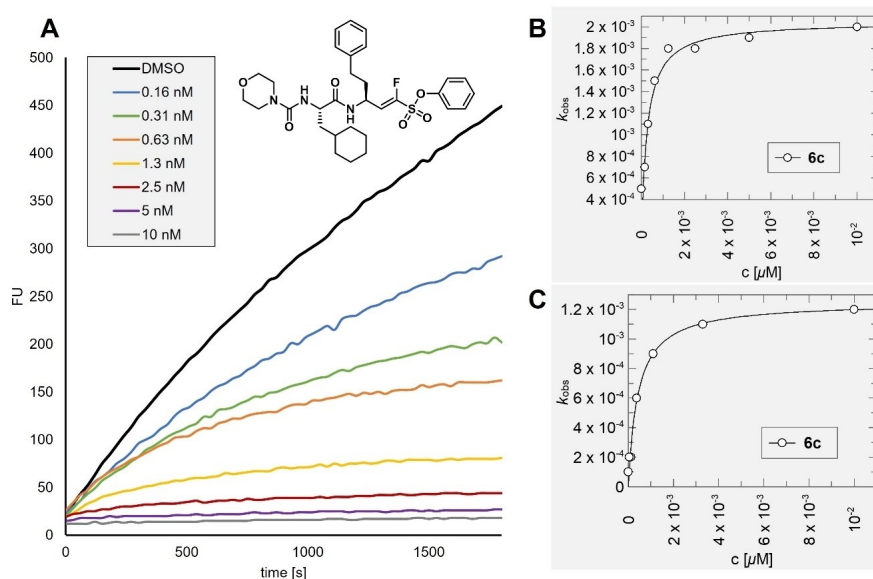 A
500
450
400
350
300
250
200
150
100
50
0
FU
0
500
1000
1500
time [s]
DMSO
0.16 nM
0.31 nM
0.63 nM
1.3 nM
2.5 nM
5 nM
10 nM
O
N
O
H
N
O
N
H
F
O
S
O
O
B
2 x 10⁻³
1.8 x 10⁻³
1.6 x 10⁻³
1.4 x 10⁻³
1.2 x 10⁻³
10⁻³
8 x 10⁻⁴
6 x 10⁻⁴
4 x 10⁻⁴
kobs
6c
0
2 x 10⁻³
4 x 10⁻³
6 x 10⁻³
8 x 10⁻³
10⁻²
c [µM]
C
1.2 x 10⁻³
10⁻³
8 x 10⁻⁴
6 x 10⁻⁴
4 x 10⁻⁴
2 x 10⁻⁴
0
kobs
6c
0
2 x 10⁻³
4 x 10⁻³
6 x 10⁻³
8 x 10⁻³
10⁻²
c [µM]